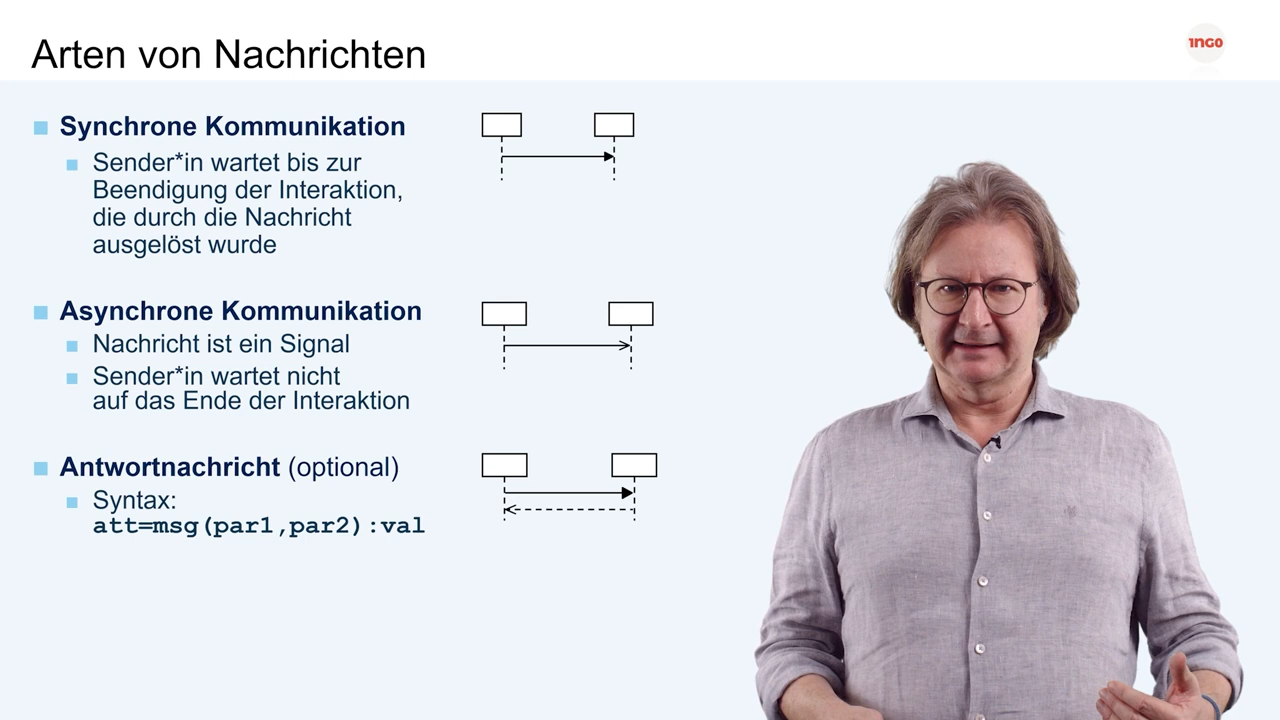 Arten von Nachrichten
1NGO
Synchrone Kommunikation
Sender*in wartet bis zur
Beendigung der Interaktion,
die durch die Nachricht
ausgelöst wurde
Asynchrone Kommunikation
Nachricht ist ein Signal
Sender*in wartet nicht
auf das Ende der Interaktion
Antwortnachricht (optional)
Syntax:
att=msg(par1,par2):val